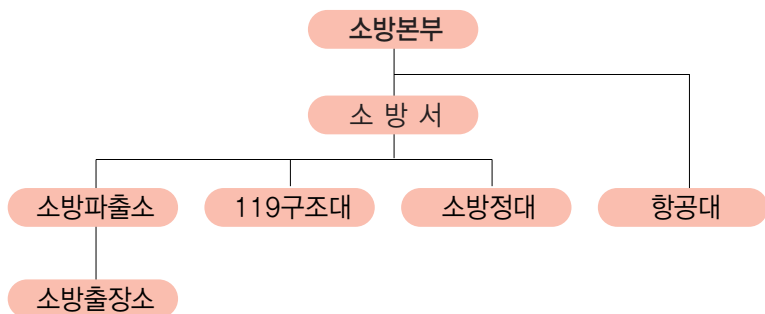 소방본부
소 방 서
소방파출소
119구조대
소방정대
항공대
소방출장소